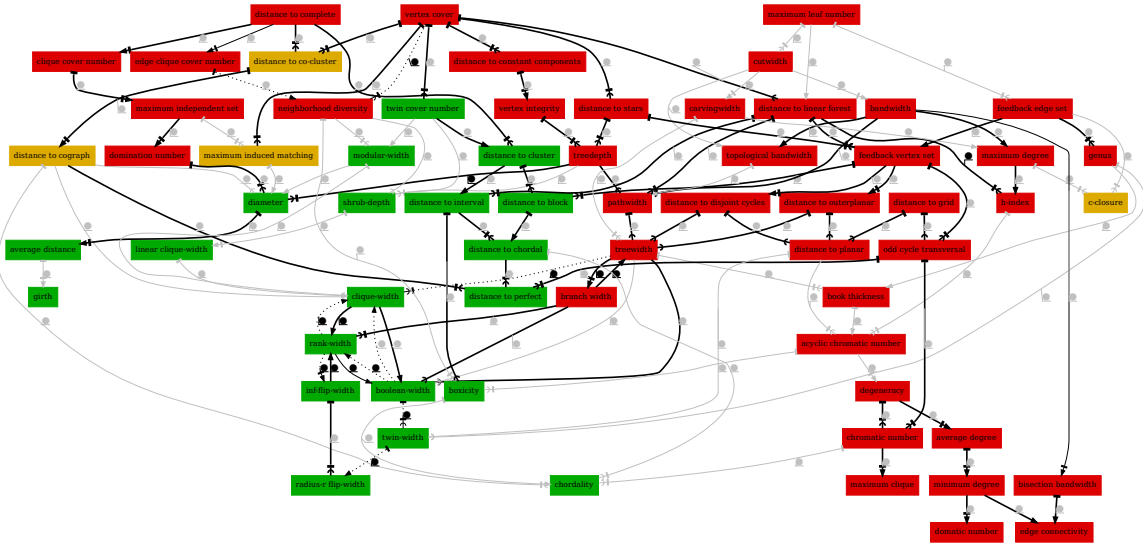 distance to complete
vertex cover
maximum leaf number
clique cover number
edge clique cover number
distance to co-cluster
distance to constant components
cutwidth
maximum independent set
neighborhood diversity
twin-cover number
vertex integrity
distance to stars
carvingwidth
distance to linear forest
bandwidth
feedback edge set
distance to cograph
domination number
maximum induced matching
modular-width
distance to cluster
treedepth
topological bandwidth
feedback vertex set
maximum degree
genus
diameter
shrub-depth
distance to interval
distance to block
pathwidth
distance to disjoint cycles
distance to outerplanar
distance to grid
h-index
c-closure
average distance
linear clique-width
distance to chordal
treewidth
distance to planar
odd cycle transversal
girth
clique-width
distance to perfect
branch width
book thickness
rank-width
acyclic chromatic number
inf-flip-width
boolean-width
boxicity
degeneracy
twin-width
chromatic number
average degree
radius-r flip-width
chordality
maximum clique
minimum degree
bisection bandwidth
domatic number
edge connectivity